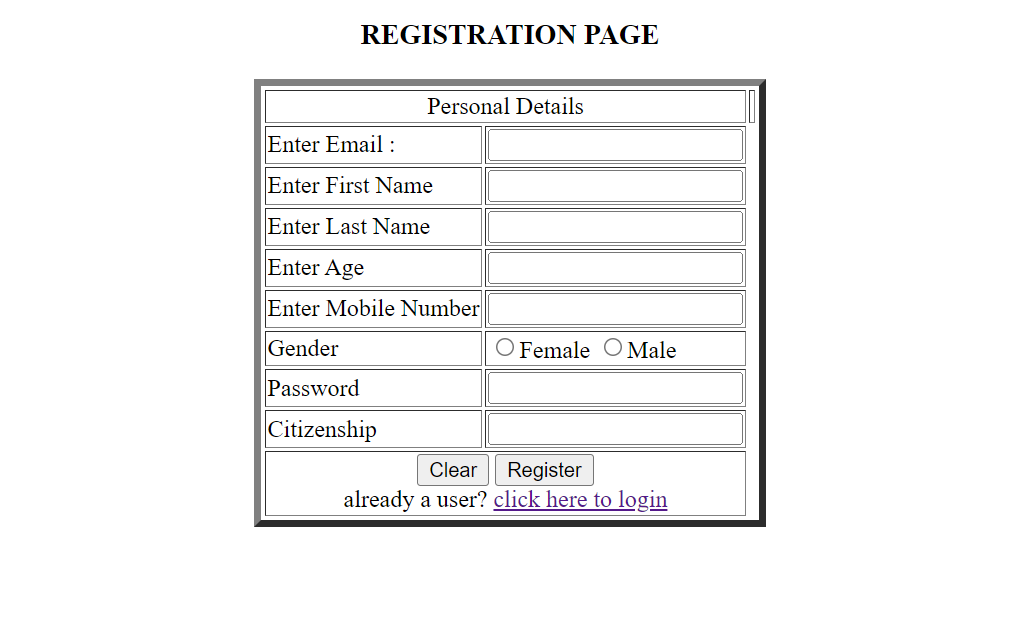 REGISTRATION PAGE
Personal Details
Enter Email :
Enter First Name
Enter Last Name
Enter Age
Enter Mobile Number
Gender Female Male
Password
Citizenship
Clear Register
already a user? click here to login